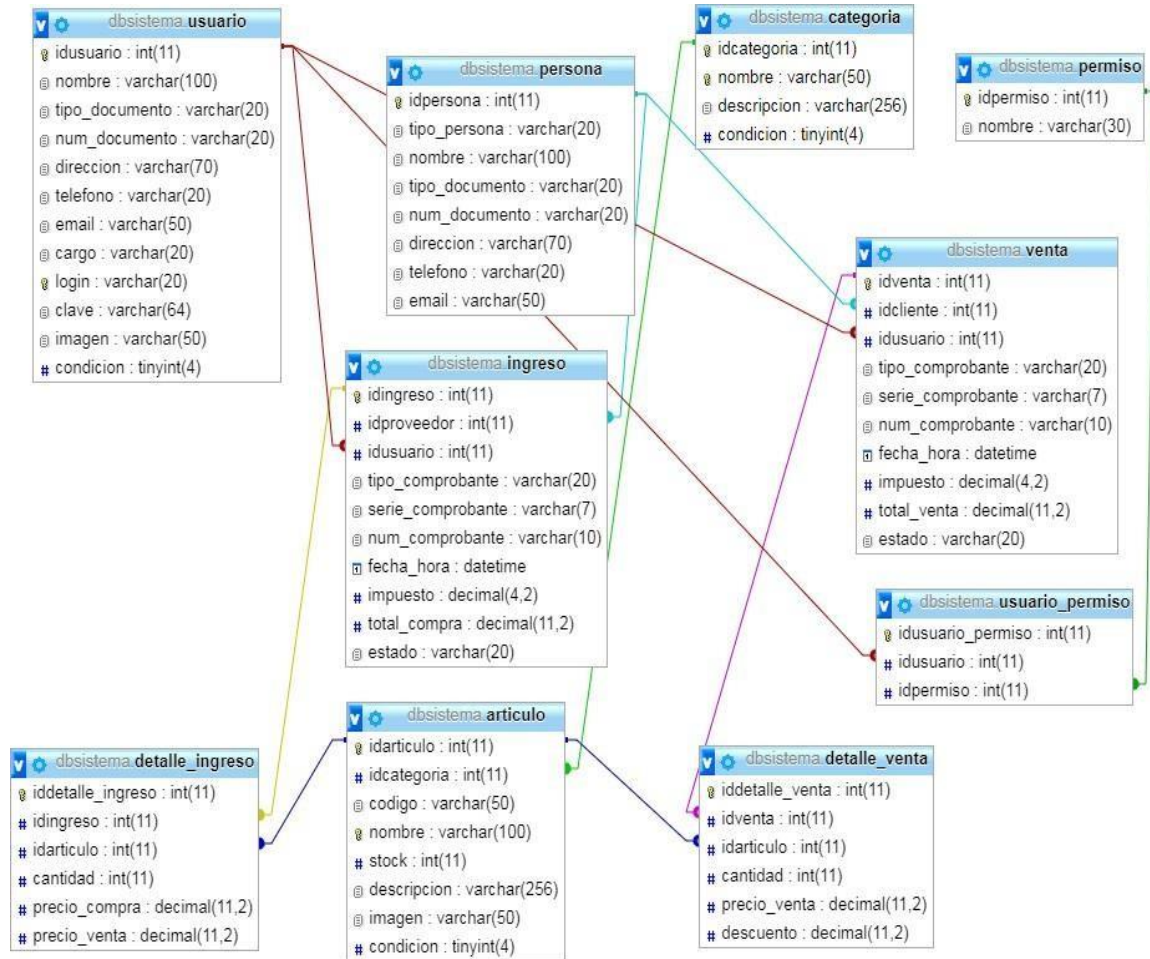 dbsistema.usuario
idusuario : int(11)
nombre : varchar(100)
tipo_documento : varchar(20)
num_documento : varchar(20)
direccion : varchar(70)
telefono : varchar(20)
email : varchar(50)
cargo : varchar(20)
login : varchar(20)
clave : varchar(64)
imagen : varchar(50)
# condicion : tinyint(4)
dbsistema.persona
idpersona : int(11)
tipo_persona : varchar(20)
nombre : varchar(100)
tipo_documento : varchar(20)
num_documento : varchar(20)
direccion : varchar(70)
telefono : varchar(20)
email : varchar(50)
dbsistema.categoria
idcategoria : int(11)
nombre : varchar(50)
descripcion : varchar(256)
# condicion : tinyint(4)
dbsistema.permiso
idpermiso : int(11)
nombre : varchar(30)
dbsistema.venta
idventa : int(11)
# idcliente : int(11)
# idusuario : int(11)
tipo_comprobante : varchar(20)
serie_comprobante : varchar(7)
num_comprobante : varchar(10)
fecha_hora : datetime
# impuesto : decimal(4,2)
# total_venta : decimal(11,2)
estado : varchar(20)
dbsistema.ingreso
idingreso : int(11)
# idproveedor : int(11)
# idusuario : int(11)
tipo_comprobante : varchar(20)
serie_comprobante : varchar(7)
num_comprobante : varchar(10)
fecha_hora : datetime
# impuesto : decimal(4,2)
# total_compra : decimal(11,2)
estado : varchar(20)
dbsistema.usuario_permiso
idusuario_permiso : int(11)
# idusuario : int(11)
# idpermiso : int(11)
dbsistema.detalle_ingreso
iddetalle_ingreso : int(11)
# idingreso : int(11)
# idarticulo : int(11)
# cantidad : int(11)
# precio_compra : decimal(11,2)
# precio_venta : decimal(11,2)
dbsistema.articulo
idarticulo : int(11)
# idcategoria : int(11)
codigo : varchar(50)
nombre : varchar(100)
# stock : int(11)
descripcion : varchar(256)
imagen : varchar(50)
# condicion : tinyint(4)
dbsistema.detalle_venta
iddetalle_venta : int(11)
# idventa : int(11)
# idarticulo : int(11)
# cantidad : int(11)
# precio_venta : decimal(11,2)
# descuento : decimal(11,2)